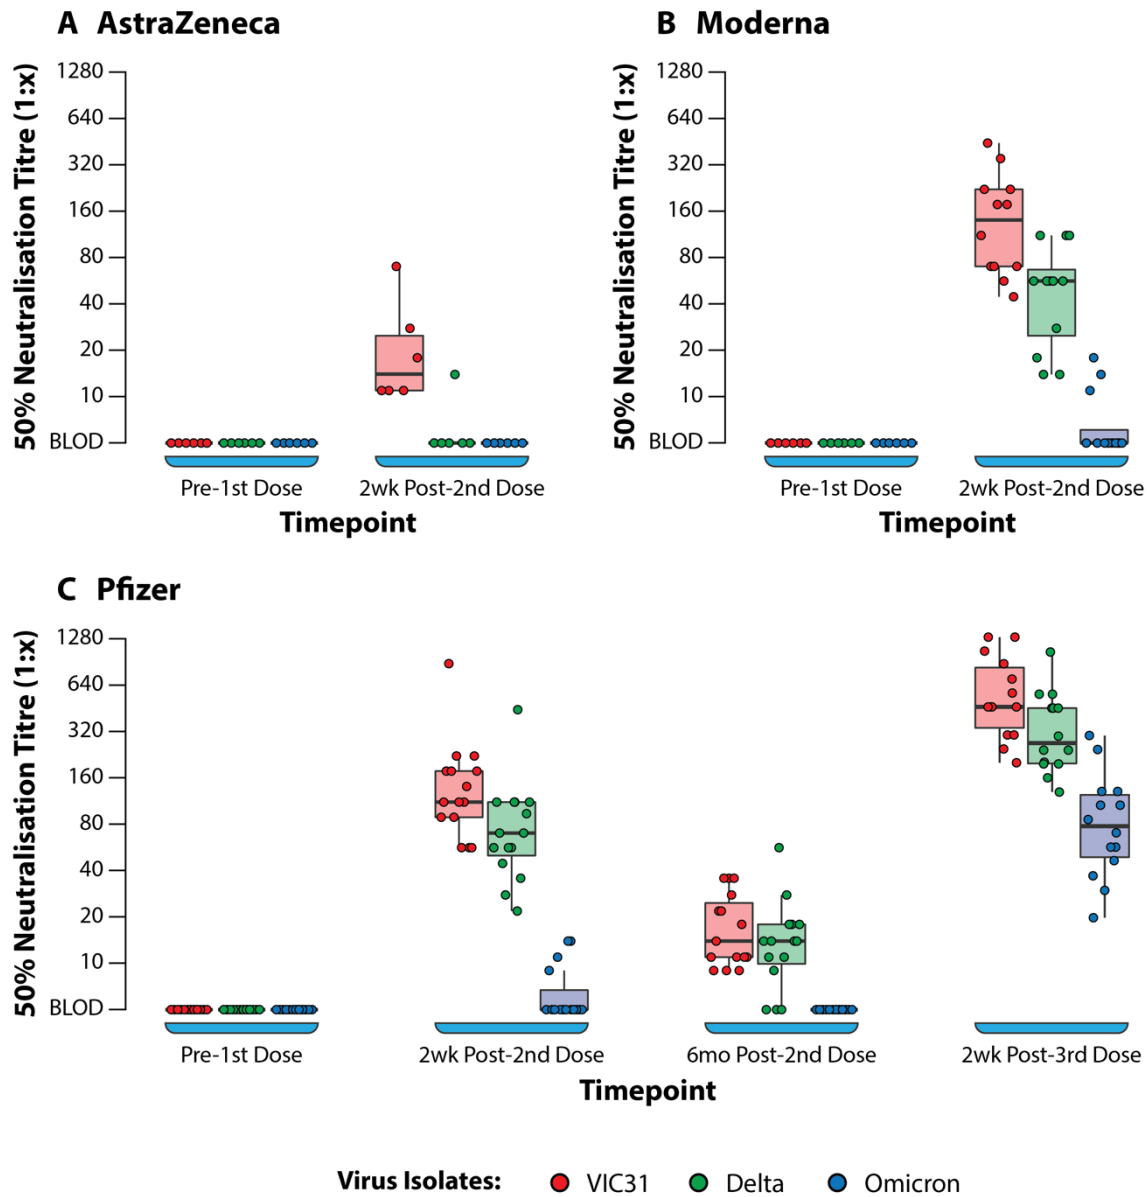 A AstraZeneca
50% Neutralisation Titre (1:x)
1280
640
320
160
80
40
20
10
BLOD
Pre-1st Dose
2wk Post-2nd Dose
Timepoint
B Moderna
50% Neutralisation Titre (1:x)
1280
640
320
160
80
40
20
10
BLOD
Pre-1st Dose
2wk Post-2nd Dose
Timepoint
C Pfizer
50% Neutralisation Titre (1:x)
1280
640
320
160
80
40
20
10
BLOD
Pre-1st Dose
2wk Post-2nd Dose
6mo Post-2nd Dose
2wk Post-3rd Dose
Timepoint
Virus Isolates: VIC31 Delta Omicron